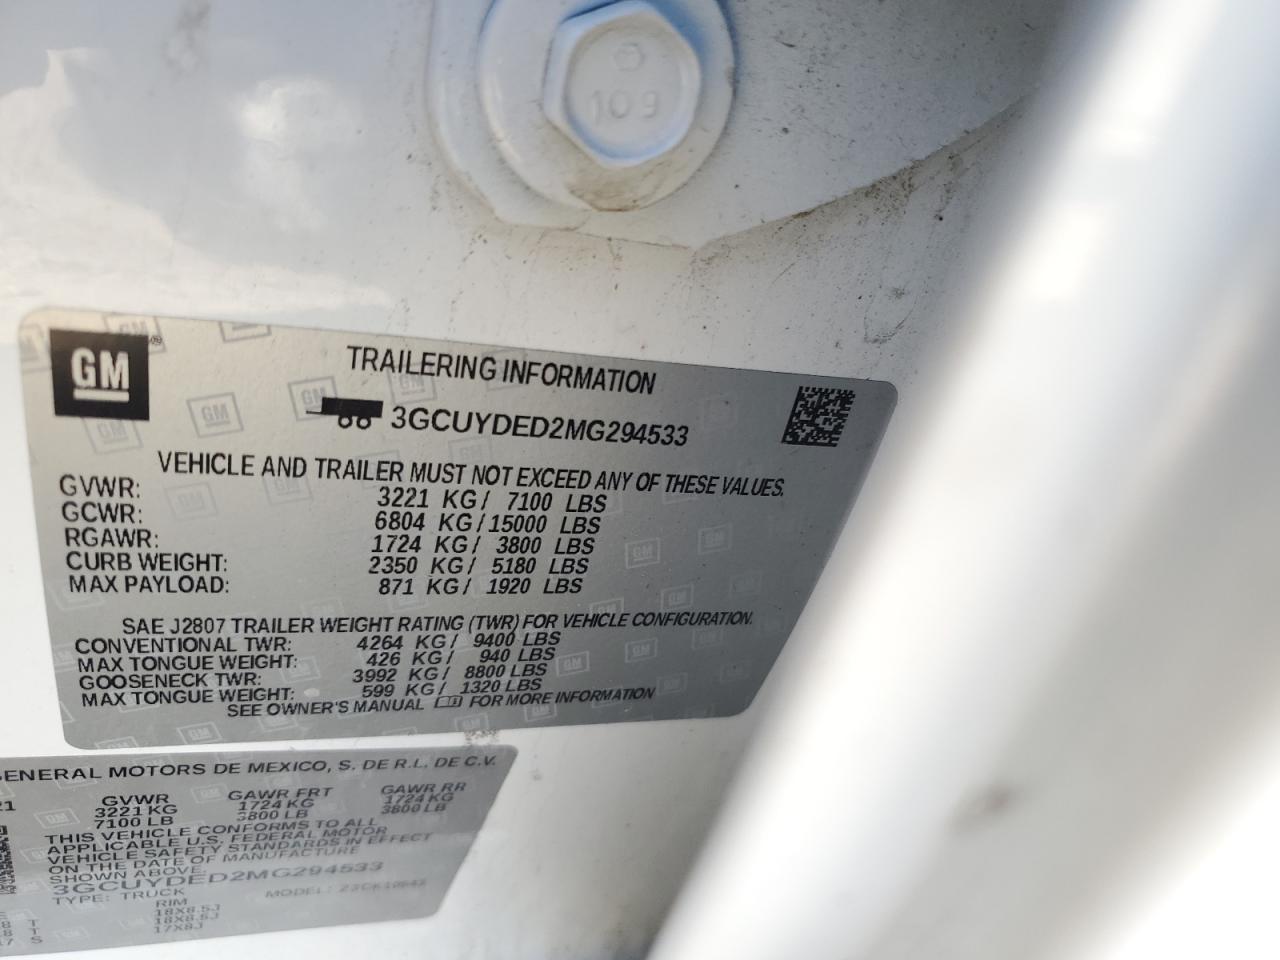 109
GM
TRAILERING INFORMATION
3GCUYDED2MG294533
VEHICLE AND TRAILER MUST NOT EXCEED ANY OF THESE VALUES.
GVWR: 3221 KG/ 7100 LBS
GCWR: 6804 KG/15000 LBS
RGAWR: 1724 KG/ 3800 LBS
CURB WEIGHT: 2350 KG/ 5180 LBS
MAX PAYLOAD: 871 KG/ 1920 LBS
SAE J2807 TRAILER WEIGHT RATING (TWR) FOR VEHICLE CONFIGURATION.
CONVENTIONAL TWR: 4264 KG/ 9400 LBS
MAX TONGUE WEIGHT: 426 KG/ 940 LBS
GOOSENECK TWR: 3992 KG/ 8800 LBS
MAX TONGUE WEIGHT: 599 KG/ 1320 LBS
SEE OWNER'S MANUAL FOR MORE INFORMATION
GENERAL MOTORS DE MEXICO, S. DE R.L. DE C.V.
21 GVWR GAWR FRT GAWR RR
3221 KG 1724 KG 1724 KG
7100 LB 3800 LB 3800 LB
THIS VEHICLE CONFORMS TO ALL
APPLICABLE U.S. FEDERAL MOTOR
VEHICLE SAFETY STANDARDS IN EFFECT
ON THE DATE OF MANUFACTURE
SHOWN ABOVE.
3GCUYDED2MG294533
TYPE: TRUCK MODEL:
RIM
8 T 18X8.5J
8 T 18X8.5J
17 S 17X8J